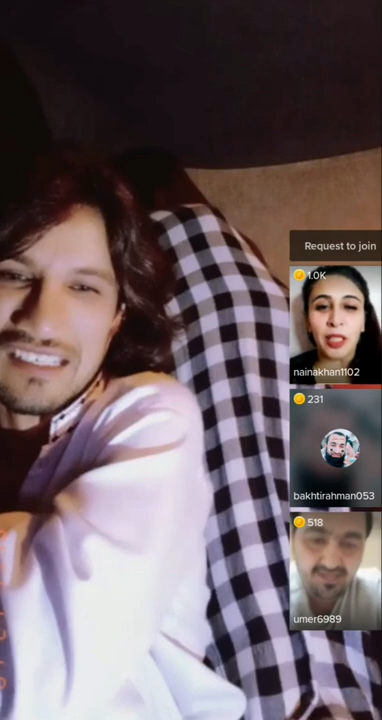 Request to join
1.0K
nainakhan1102
231
bakhtirahman053
518
umer6989